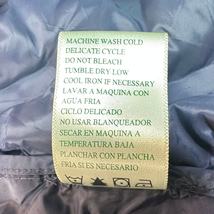 MACHINE WASH COLD
DELICATE CYCLE
DO NOT BLEACH
TUMBLE DRY LOW
COOL IRON IF NECESSARY
LAVAR A MAQUINA CON
AGUA FRIA
CICLO DELICADO
NO USAR BLANQUEADOR
SECAR EN MAQUINA A
TEMPERATURA BAJA
PLANCHAR CON PLANCHA
FRIA SI ES NECESARIO